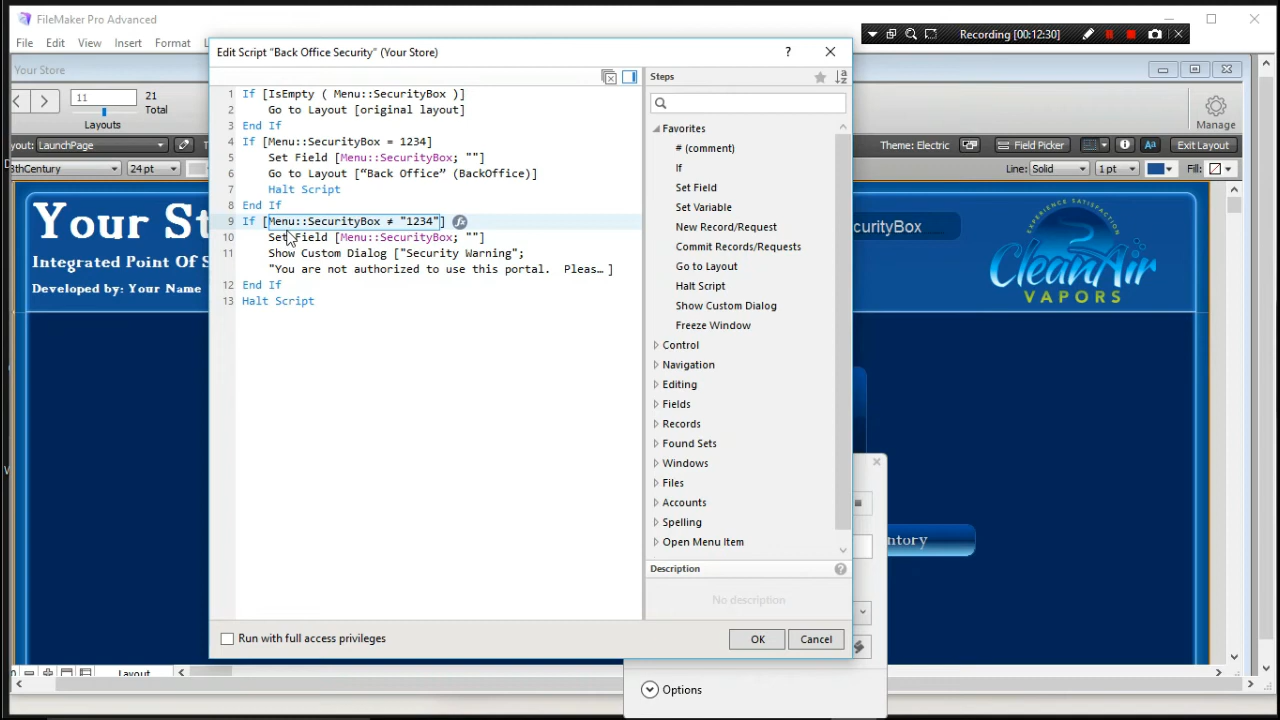 FileMaker Pro Advanced
File Edit View Insert Format
Recording [00:12:30]
Your Store
11
21
Total
Layouts
Manage
LaunchPage
Theme: Electric
Field Picker
Aa
Exit Layout
24 pt
Line: Solid
1 pt
Fill:
Edit Script "Back Office Security" (Your Store)
? ✕
1 If [IsEmpty ( Menu::SecurityBox )]
2 Go to Layout [original layout]
3 End If
4 If [Menu::SecurityBox = 1234]
5 Set Field [Menu::SecurityBox; ""]
6 Go to Layout [“Back Office” (BackOffice)]
7 Halt Script
8 End If
9 If [Menu::SecurityBox ≠ "1234"]
10 Set Field [Menu::SecurityBox; ""]
11 Show Custom Dialog ["Security Warning";
"You are not authorized to use this portal. Pleas… ]
12 End If
13 Halt Script
Steps
Favorites
# (comment)
If
Set Field
Set Variable
New Record/Request
Commit Records/Requests
Go to Layout
Halt Script
Show Custom Dialog
Freeze Window
Control
Navigation
Editing
Fields
Records
Found Sets
Windows
Files
Accounts
Spelling
Open Menu Item
Description
No description
Run with full access privileges
OK
Cancel
Your St
Integrated Point Of S
Developed by: Your Name
curityBox
CleanAir
VAPORS
ntory
Layout
Options